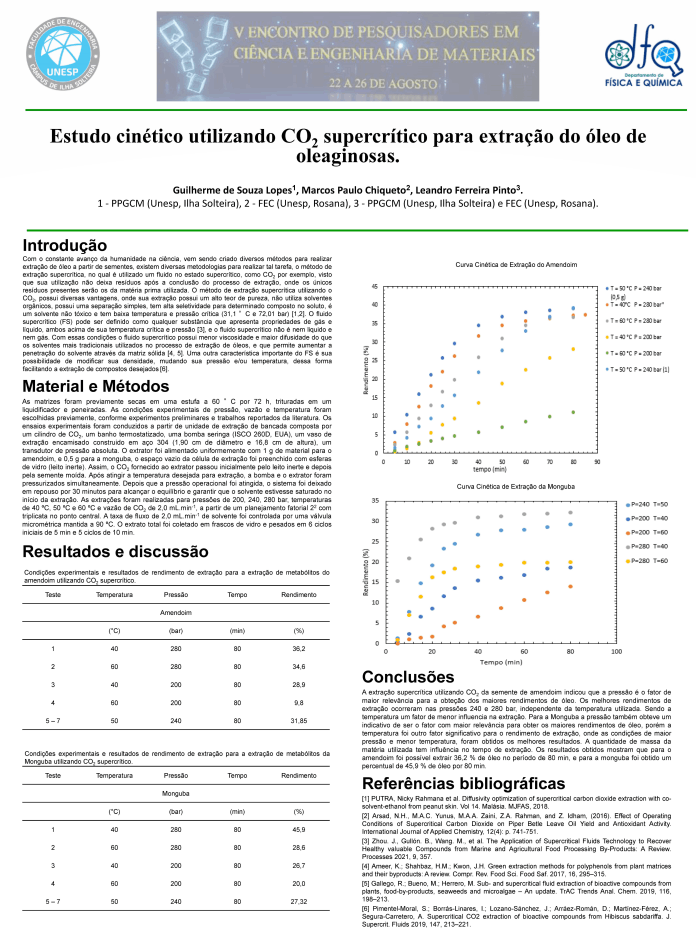 FACULDADE DE ENGENHARIA
UNESP
CÂMPUS DE ILHA SOLTEIRA
V ENCONTRO DE PESQUISADORES EM
CIÊNCIA E ENGENHARIA DE MATERIAIS
22 A 26 DE AGOSTO
dfq
Departamento de
FÍSICA E QUÍMICA
Estudo cinético utilizando CO2 supercrítico para extração do óleo de
oleaginosas.
Guilherme de Souza Lopes1, Marcos Paulo Chiqueto2, Leandro Ferreira Pinto3.
1 - PPGCM (Unesp, Ilha Solteira), 2 - FEC (Unesp, Rosana), 3 - PPGCM (Unesp, Ilha Solteira) e FEC (Unesp, Rosana).
Introdução
Com o constante avanço da humanidade na ciência, vem sendo criado diversos métodos para realizar
extração de óleo a partir de sementes, existem diversas metodologias para realizar tal tarefa, o método de
extração supercrítica, no qual é utilizado um fluido no estado supercrítico, como CO2 por exemplo, visto
que sua utilização não deixa resíduos após a conclusão do processo de extração, onde os únicos
resíduos presentes serão os da matéria prima utilizada. O método de extração supercrítica utilizando o
CO2, possui diversas vantagens, onde sua extração possui um alto teor de pureza, não utiliza solventes
orgânicos, possui uma separação simples, tem alta seletividade para determinado composto no soluto, é
um solvente não tóxico e tem baixa temperatura e pressão crítica (31,1 ° C e 72,01 bar) [1,2]. O fluido
supercrítico (FS) pode ser definido como qualquer substância que apresenta propriedades de gás e
líquido, ambos acima de sua temperatura crítica e pressão [3], e o fluido supercrítico não é nem líquido e
nem gás. Com essas condições o fluido supercrítico possui menor viscosidade e maior difusidade do que
os solventes mais tradicionais utilizados no processo de extração de óleos, e que permite aumentar a
penetração do solvente através da matriz sólida [4, 5]. Uma outra característica importante do FS é sua
possibilidade de modificar sua densidade, mudando sua pressão e/ou temperatura, dessa forma
facilitando a extração de compostos desejados[6].
Material e Métodos
As matrizes foram previamente secas em uma estufa a 60 ° C por 72 h, trituradas em um
liquidificador e peneiradas. As condições experimentais de pressão, vazão e temperatura foram
escolhidas previamente, conforme experimentos preliminares e trabalhos reportados da literatura. Os
ensaios experimentais foram conduzidos a partir de unidade de extração de bancada composta por
um cilindro de CO2, um banho termostatizado, uma bomba seringa (ISCO 260D, EUA), um vaso de
extração encamisado construído em aço 304 (1,90 cm de diâmetro e 16,8 cm de altura), um
transdutor de pressão absoluta. O extrator foi alimentado uniformemente com 1 g de material para o
amendoim, e 0,5 g para a monguba, o espaço vazio da célula de extração foi preenchido com esferas
de vidro (leito inerte). Assim, o CO2 fornecido ao extrator passou inicialmente pelo leito inerte e depois
pela semente moída. Após atingir a temperatura desejada para extração, a bomba e o extrator foram
pressurizados simultaneamente. Depois que a pressão operacional foi atingida, o sistema foi deixado
em repouso por 30 minutos para alcançar o equilíbrio e garantir que o solvente estivesse saturado no
início da extração. As extrações foram realizadas para pressões de 200, 240, 280 bar, temperaturas
de 40 ºC, 50 ºC e 60 ºC e vazão do CO2 de 2,0 mL.min-1, a partir de um planejamento fatorial 22 com
triplicata no ponto central. A taxa de fluxo de 2,0 mL.min-1 de solvente foi controlada por uma válvula
micrométrica mantida a 90 ºC. O extrato total foi coletado em frascos de vidro e pesados em 6 ciclos
iniciais de 5 min e 5 ciclos de 10 min.
Resultados e discussão
Condições experimentais e resultados de rendimento de extração para a extração de metabólitos do
amendoim utilizando CO2 supercrítico.
Teste Temperatura Pressão Tempo Rendimento
Amendoim
(°C) (bar) (min) (%)
1 40 280 80 36,2
2 60 280 80 34,6
3 40 200 80 28,9
4 60 200 80 9,8
5 – 7 50 240 80 31,85
Condições experimentais e resultados de rendimento de extração para a extração de metabólitos da
Monguba utilizando CO2 supercrítico.
Teste Temperatura Pressão Tempo Rendimento
Monguba
(°C) (bar) (min) (%)
1 40 280 80 45,9
2 60 280 80 28,6
3 40 200 80 26,7
4 60 200 80 20,0
5 – 7 50 240 80 27,32
Curva Cinética de Extração do Amendoim
Rendimento (%)
45
40
35
30
25
20
15
10
5
0
0 10 20 30 40 50 60 70 80 90
tempo (min)
T = 50 °C P = 240 bar
(0,5 g)
T = 40°C P = 280 bar"
T = 60 °C P = 280 bar
T = 40 °C P = 200 bar
T = 60 °C P = 200 bar
T = 50 °C P = 240 bar (1)
Curva Cinética de Extração da Monguba
Rendimento (%)
35
30
25
20
15
10
5
0
0 20 40 60 80 100
Tempo (min)
P=240 T=50
P=200 T=40
P=200 T=60
P=280 T=40
P=280 T=60
Conclusões
A extração supercrítica utilizando CO2 da semente de amendoim indicou que a pressão é o fator de
maior relevância para a obteção dos maiores rendimentos de óleo. Os melhores rendimentos de
extração ocorreram nas pressões 240 e 280 bar, independente da temperatura utilizada. Sendo a
temperatura um fator de menor influencia na extração. Para a Monguba a pressão também obteve um
indicativo de ser o fator com maior relevância para obter os maiores rendimentos de óleo, porém a
temperatura foi outro fator significativo para o rendimento de extração, onde as condições de maior
pressão e menor temperatura, foram obtidos os melhores resultados. A quantidade de massa da
matéria utilizada tem influência no tempo de extração. Os resultados obtidos mostram que para o
amendoim foi possível extrair 36,2 % de óleo no período de 80 min, e para a monguba foi obtido um
percentual de 45,9 % de óleo por 80 min.
Referências bibliográficas
[1] PUTRA, Nicky Rahmana et al. Diffusivity optimization of supercritical carbon dioxide extraction with co-
solvent-ethanol from peanut skin. Vol 14. Malásia. MJFAS, 2018.
[2] Arsad, N.H., M.A.C. Yunus, M.A.A. Zaini, Z.A. Rahman, and Z. Idham, (2016). Effect of Operating
Conditions of Supercritical Carbon Dioxide on Piper Betle Leave Oil Yield and Antioxidant Activity.
International Journal of Applied Chemistry, 12(4): p. 741-751.
[3] Zhou. J., Gullón. B., Wang. M., et al. The Application of Supercritical Fluids Technology to Recover
Healthy valuable Compounds from Marine and Agricultural Food Processing By-Products: A Review.
Processes 2021, 9, 357.
[4] Ameer, K.; Shahbaz, H.M.; Kwon, J.H. Green extraction methods for polyphenols from plant matrices
and their byproducts: A review. Compr. Rev. Food Sci. Food Saf. 2017, 16, 295–315.
[5] Gallego, R.; Bueno, M.; Herrero, M. Sub- and supercritical fluid extraction of bioactive compounds from
plants, food-by-products, seaweeds and microalgae – An update. TrAC Trends Anal. Chem. 2019, 116,
198–213.
[6] Pimentel-Moral, S.; Borrás-Linares, I.; Lozano-Sánchez, J.; Arráez-Román, D.; Martínez-Férez, A.;
Segura-Carretero, A. Supercritical CO2 extraction of bioactive compounds from Hibiscus sabdariffa. J.
Supercrit. Fluids 2019, 147, 213–221.